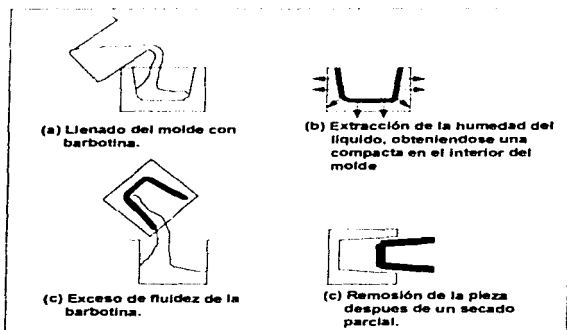 (a) Llenado del molde con
barbotina.
(b) Extracción de la humedad del
líquido, obteniendose una
compacta en el interior del
molde
(c) Exceso de fluidez de la
barbotina.
(c) Remosión de la pieza
despues de un secado
parcial.